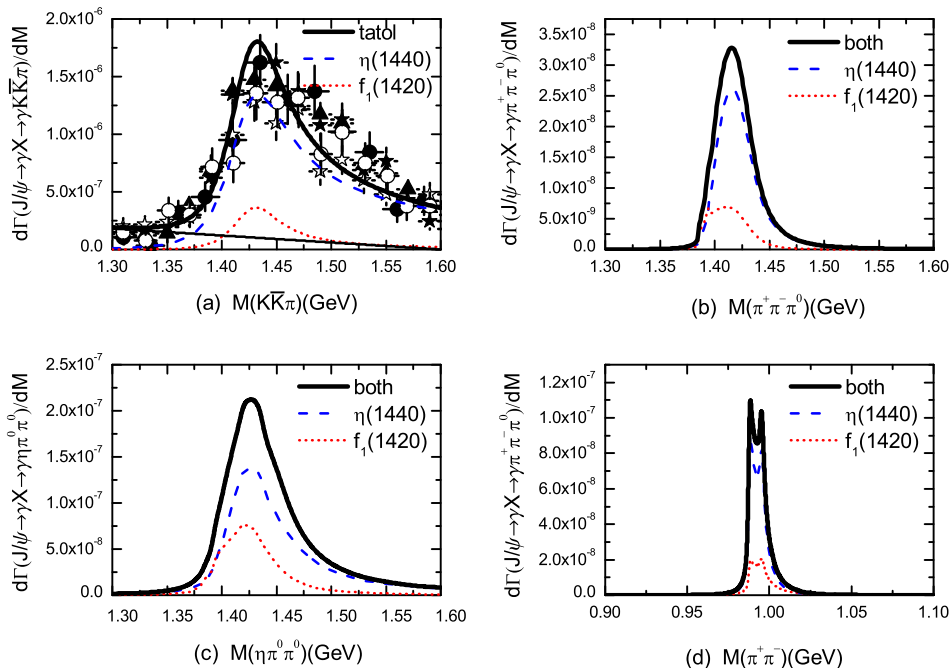 dΓ(J/ψ→γX→γKK̅π)/dM
2.0x10⁻⁶
1.5x10⁻⁶
1.0x10⁻⁶
5.0x10⁻⁷
0.0
tatol
η(1440)
f₁(1420)
1.30 1.35 1.40 1.45 1.50 1.55 1.60
(a) M(KK̅π)(GeV)
dΓ(J/ψ→γX→γπ⁺π⁻π⁰)/dM
4.0x10⁻⁸
3.5x10⁻⁸
3.0x10⁻⁸
2.5x10⁻⁸
2.0x10⁻⁸
1.5x10⁻⁸
1.0x10⁻⁸
5.0x10⁻⁹
0.0
both
η(1440)
f₁(1420)
1.30 1.35 1.40 1.45 1.50 1.55 1.60
(b) M(π⁺π⁻π⁰)(GeV)
dΓ(J/ψ→γX→γηπ⁰π⁰)/dM
2.5x10⁻⁷
2.0x10⁻⁷
1.5x10⁻⁷
1.0x10⁻⁷
5.0x10⁻⁸
0.0
both
η(1440)
f₁(1420)
1.30 1.35 1.40 1.45 1.50 1.55 1.60
(c) M(ηπ⁰π⁰)(GeV)
dΓ(J/ψ→γX→γπ⁺π⁻π⁰)/dM
1.2x10⁻⁷
1.0x10⁻⁷
8.0x10⁻⁸
6.0x10⁻⁸
4.0x10⁻⁸
2.0x10⁻⁸
0.0
both
η(1440)
f₁(1420)
0.90 0.95 1.00 1.05 1.10
(d) M(π⁺π⁻)(GeV)